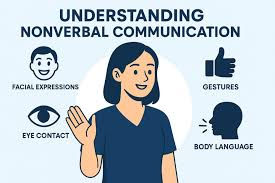 UNDERSTANDING
NONVERBAL COMMUNICATION
FACIAL EXPRESSIONS
GESTURES
EYE CONTACT
BODY LANGUAGE